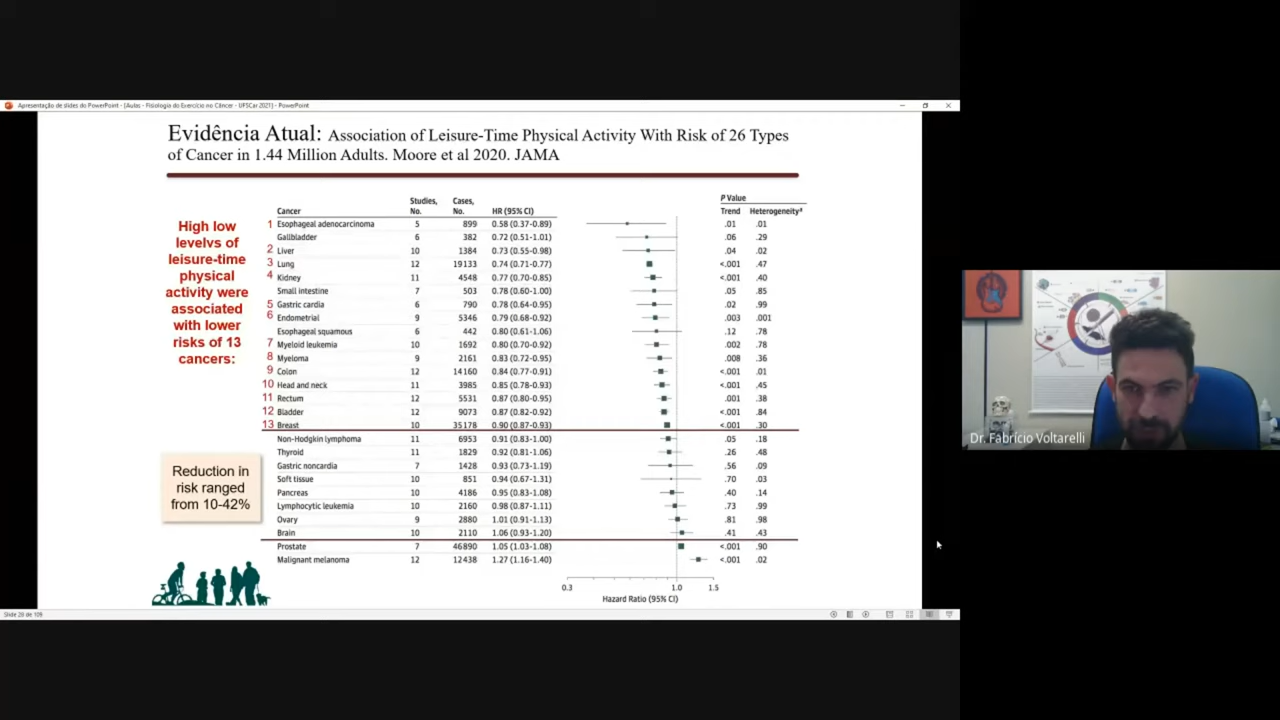 Apresentação de slides do PowerPoint - [Aulas - Fisiologia do Exercício no Câncer - UFSCar 2021] - PowerPoint
Evidência Atual: Association of Leisure-Time Physical Activity With Risk of 26 Types
of Cancer in 1.44 Million Adults. Moore et al 2020. JAMA
High low
levelvs of
leisure-time
physical
activity were
associated
with lower
risks of 13
cancers:
Reduction in
risk ranged
from 10-42%
Studies, Cases, P Value
Cancer No. No. HR (95% CI) Trend Heterogeneityª
1 Esophageal adenocarcinoma 5 899 0.58 (0.37-0.89) .01 .01
Gallbladder 6 382 0.72 (0.51-1.01) .06 .29
2 Liver 10 1384 0.73 (0.55-0.98) .04 .02
3 Lung 12 19133 0.74 (0.71-0.77) <.001 .47
4 Kidney 11 4548 0.77 (0.70-0.85) <.001 .40
Small intestine 7 503 0.78 (0.60-1.00) .05 .85
5 Gastric cardia 6 790 0.78 (0.64-0.95) .02 .99
6 Endometrial 9 5346 0.79 (0.68-0.92) .003 .001
Esophageal squamous 6 442 0.80 (0.61-1.06) .12 .78
7 Myeloid leukemia 10 1692 0.80 (0.70-0.92) .002 .78
8 Myeloma 9 2161 0.83 (0.72-0.95) .008 .36
9 Colon 12 14160 0.84 (0.77-0.91) <.001 .01
10 Head and neck 11 3985 0.85 (0.78-0.93) <.001 .45
11 Rectum 12 5531 0.87 (0.80-0.95) .001 .38
12 Bladder 12 9073 0.87 (0.82-0.92) <.001 .84
13 Breast 10 35178 0.90 (0.87-0.93) <.001 .30
Non-Hodgkin lymphoma 11 6953 0.91 (0.83-1.00) .05 .18
Thyroid 11 1829 0.92 (0.81-1.06) .26 .48
Gastric noncardia 7 1428 0.93 (0.73-1.19) .56 .09
Soft tissue 10 851 0.94 (0.67-1.31) .70 .03
Pancreas 10 4186 0.95 (0.83-1.08) .40 .14
Lymphocytic leukemia 10 2160 0.98 (0.87-1.11) .73 .99
Ovary 9 2880 1.01 (0.91-1.13) .81 .98
Brain 10 2110 1.06 (0.93-1.20) .41 .43
Prostate 7 46890 1.05 (1.03-1.08) <.001 .90
Malignant melanoma 12 12438 1.27 (1.16-1.40) <.001 .02
0.3 1.0 1.5
Hazard Ratio (95% CI)
Dr. Fabrício Voltarelli